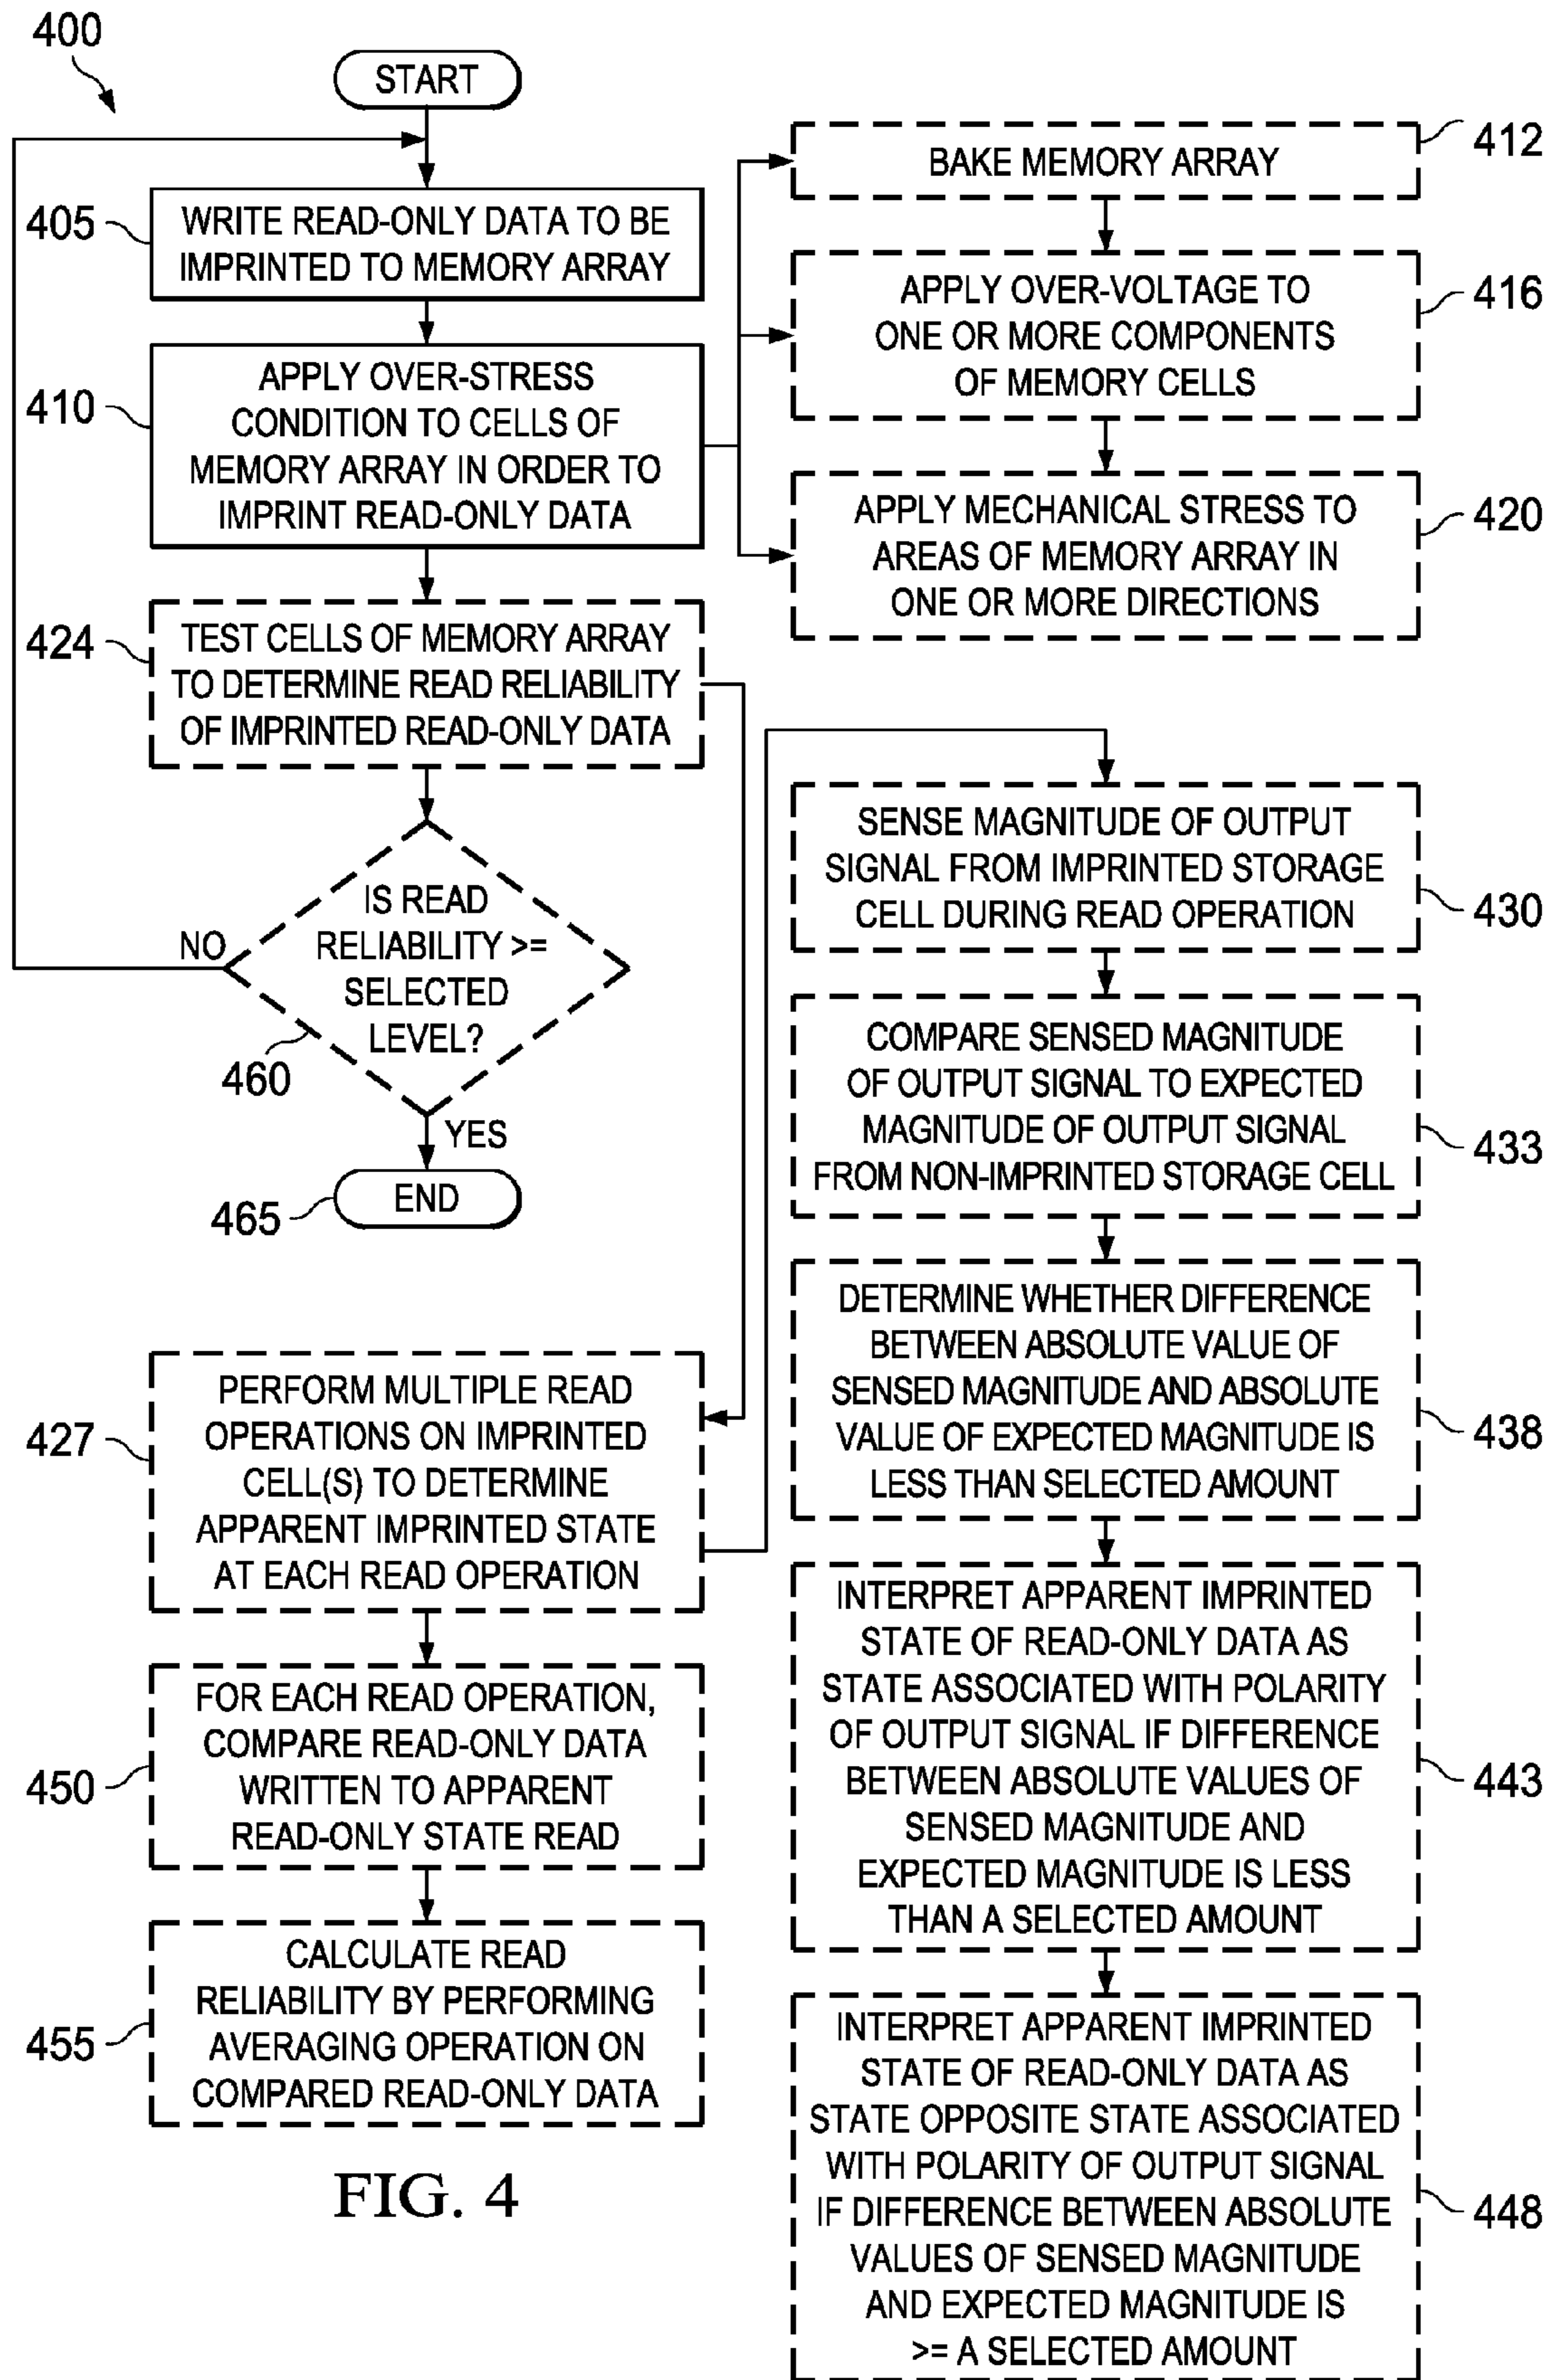 400
START
405
WRITE READ-ONLY DATA TO BE
IMPRINTED TO MEMORY ARRAY
410
APPLY OVER-STRESS
CONDITION TO CELLS OF
MEMORY ARRAY IN ORDER TO
IMPRINT READ-ONLY DATA
412
BAKE MEMORY ARRAY
416
APPLY OVER-VOLTAGE TO
ONE OR MORE COMPONENTS
OF MEMORY CELLS
420
APPLY MECHANICAL STRESS TO
AREAS OF MEMORY ARRAY IN
ONE OR MORE DIRECTIONS
424
TEST CELLS OF MEMORY ARRAY
TO DETERMINE READ RELIABILITY
OF IMPRINTED READ-ONLY DATA
NO
IS READ
RELIABILITY >=
SELECTED
LEVEL?
460
YES
465
END
427
PERFORM MULTIPLE READ
OPERATIONS ON IMPRINTED
CELL(S) TO DETERMINE
APPARENT IMPRINTED STATE
AT EACH READ OPERATION
450
FOR EACH READ OPERATION,
COMPARE READ-ONLY DATA
WRITTEN TO APPARENT
READ-ONLY STATE READ
455
CALCULATE READ
RELIABILITY BY PERFORMING
AVERAGING OPERATION ON
COMPARED READ-ONLY DATA
SENSE MAGNITUDE OF OUTPUT
SIGNAL FROM IMPRINTED STORAGE
CELL DURING READ OPERATION
430
COMPARE SENSED MAGNITUDE
OF OUTPUT SIGNAL TO EXPECTED
MAGNITUDE OF OUTPUT SIGNAL
FROM NON-IMPRINTED STORAGE CELL
433
DETERMINE WHETHER DIFFERENCE
BETWEEN ABSOLUTE VALUE OF
SENSED MAGNITUDE AND ABSOLUTE
VALUE OF EXPECTED MAGNITUDE IS
LESS THAN SELECTED AMOUNT
438
INTERPRET APPARENT IMPRINTED
STATE OF READ-ONLY DATA AS
STATE ASSOCIATED WITH POLARITY
OF OUTPUT SIGNAL IF DIFFERENCE
BETWEEN ABSOLUTE VALUES OF
SENSED MAGNITUDE AND
EXPECTED MAGNITUDE IS LESS
THAN A SELECTED AMOUNT
443
INTERPRET APPARENT IMPRINTED
STATE OF READ-ONLY DATA AS
STATE OPPOSITE STATE ASSOCIATED
WITH POLARITY OF OUTPUT SIGNAL
IF DIFFERENCE BETWEEN ABSOLUTE
VALUES OF SENSED MAGNITUDE
AND EXPECTED MAGNITUDE IS
>= A SELECTED AMOUNT
448
FIG. 4